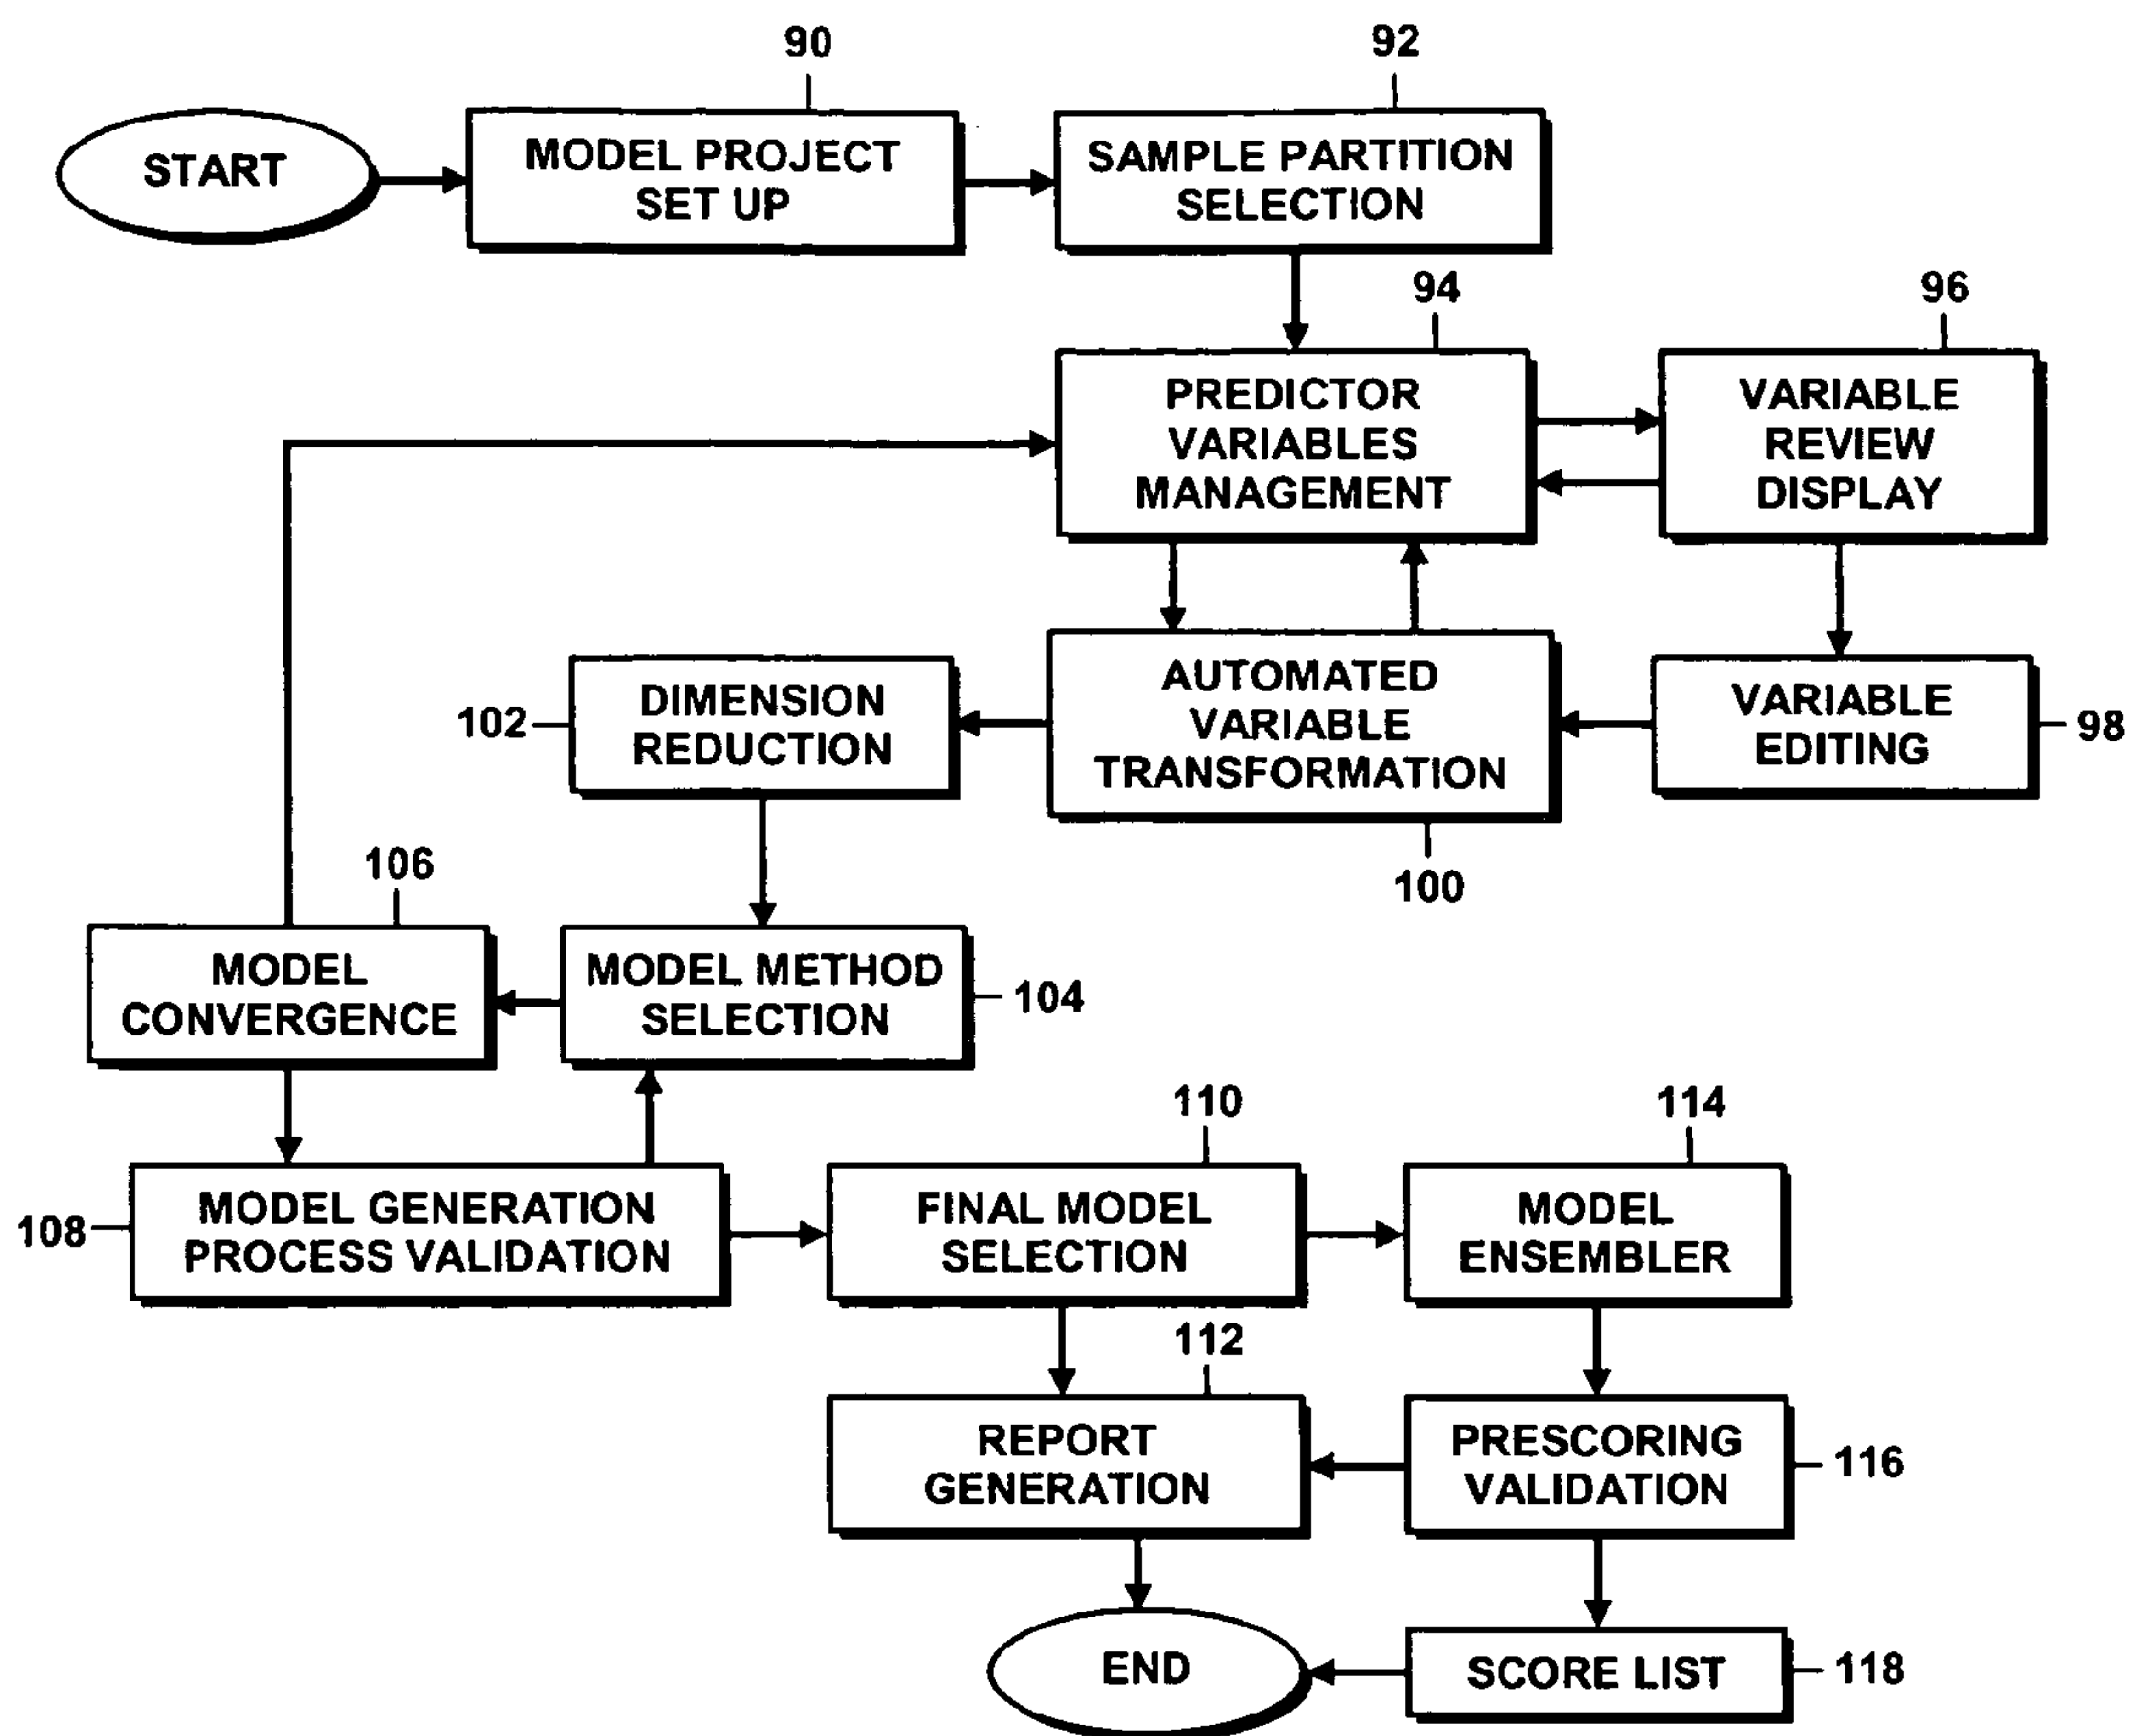 90
92
START
MODEL PROJECT
SET UP
SAMPLE PARTITION
SELECTION
94
96
PREDICTOR
VARIABLES
MANAGEMENT
VARIABLE
REVIEW
DISPLAY
102
DIMENSION
REDUCTION
AUTOMATED
VARIABLE
TRANSFORMATION
VARIABLE
EDITING
98
100
106
MODEL
CONVERGENCE
MODEL METHOD
SELECTION
104
110
114
108
MODEL GENERATION
PROCESS VALIDATION
FINAL MODEL
SELECTION
MODEL
ENSEMBLER
112
REPORT
GENERATION
PRESCORING
VALIDATION
116
END
SCORE LIST
118